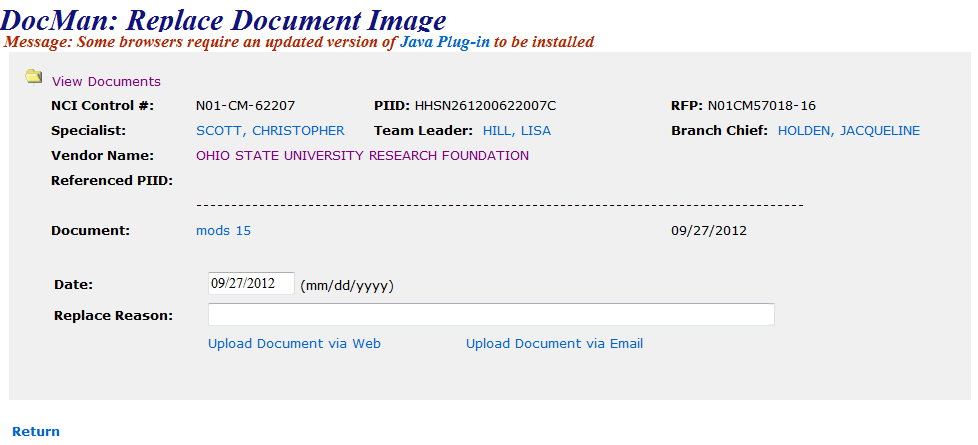 DocMan: Replace Document Image
Message: Some browsers require an updated version of Java Plug-in to be installed
View Documents
NCI Control #: N01-CM-62207 PIID: HHSN261200622007C RFP: N01CM57018-16
Specialist: SCOTT, CHRISTOPHER Team Leader: HILL, LISA Branch Chief: HOLDEN, JACQUELINE
Vendor Name: OHIO STATE UNIVERSITY RESEARCH FOUNDATION
Referenced PIID:
----------------------------------------------------------------------------------------
Document: mods 15 09/27/2012
Date: 09/27/2012 (mm/dd/yyyy)
Replace Reason:
Upload Document via Web Upload Document via Email
Return